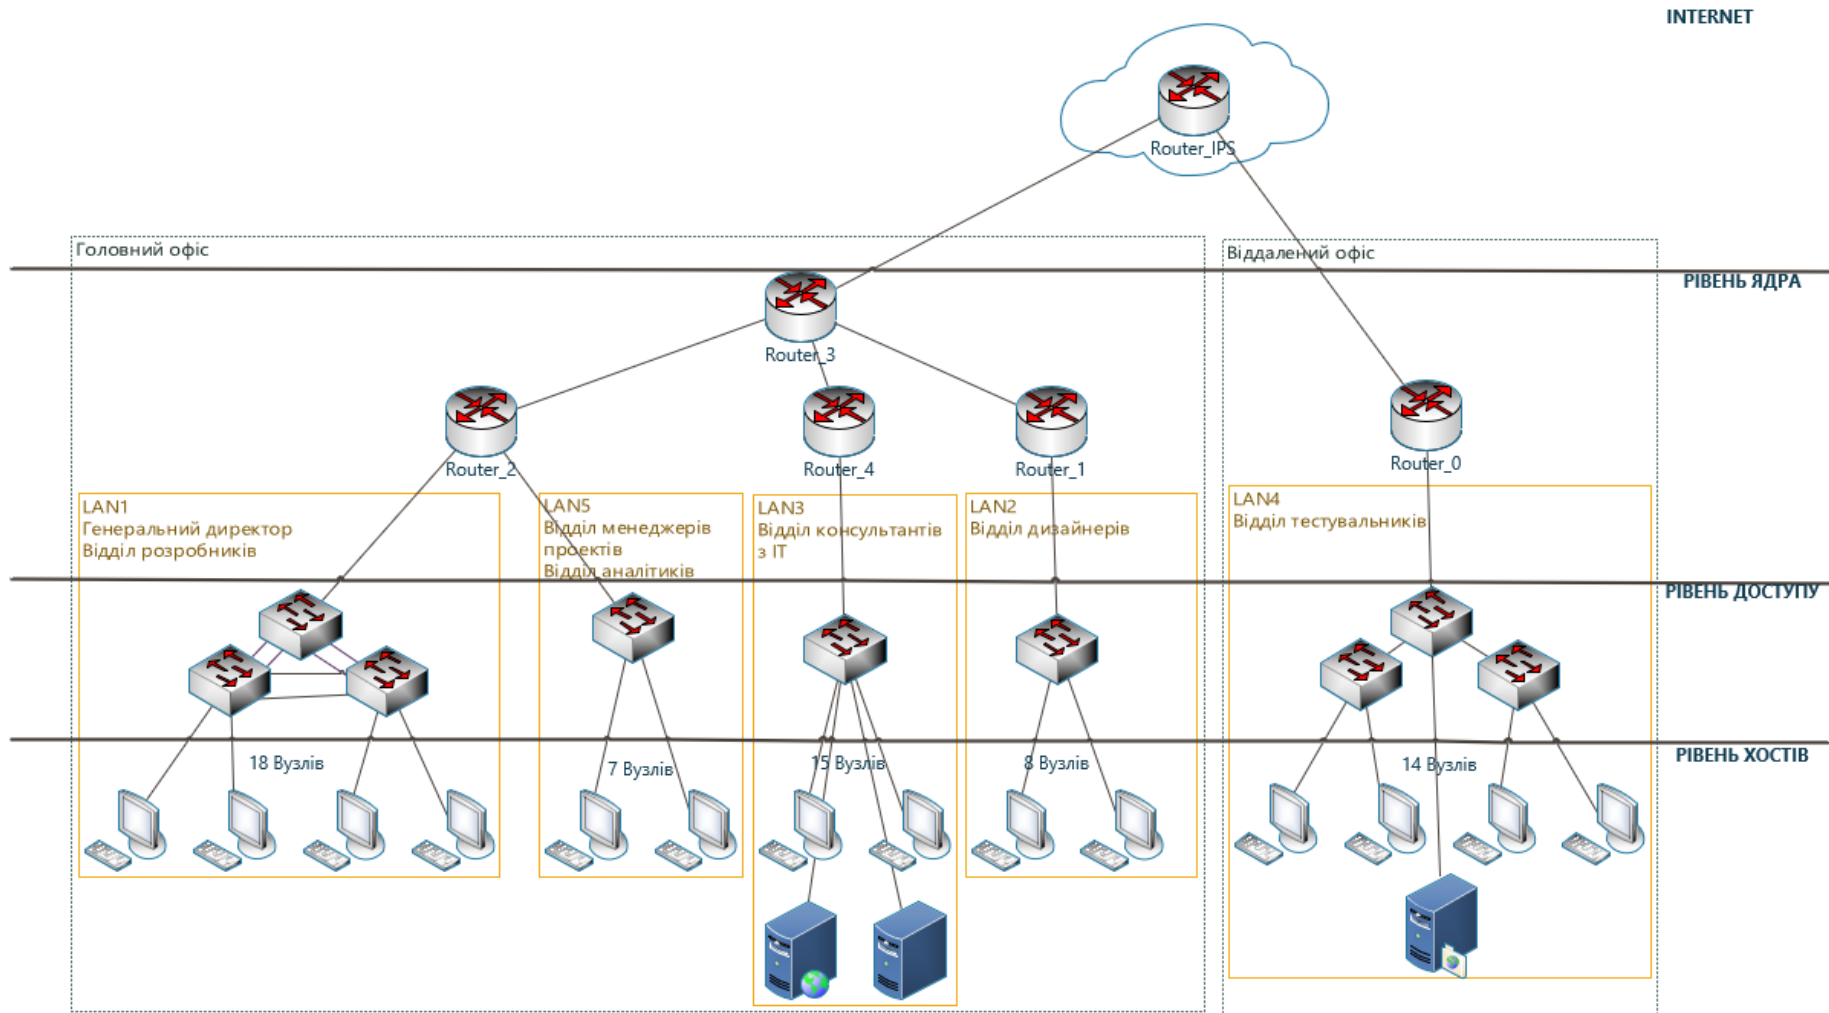 INTERNET
Router_IPS
Головний офіс
Віддалений офіс
РІВЕНЬ ЯДРА
Router_3
Router_2
Router_4
Router_1
Router_0
LAN1
Генеральний директор
Відділ розробників
LAN5
Відділ менеджерів
проектів
Відділ аналітиків
LAN3
Відділ консультантів
з ІТ
LAN2
Відділ дизайнерів
LAN4
Відділ тестувальників
РІВЕНЬ ДОСТУПУ
18 Вузлів
7 Вузлів
15 Вузлів
8 Вузлів
14 Вузлів
РІВЕНЬ ХОСТІВ